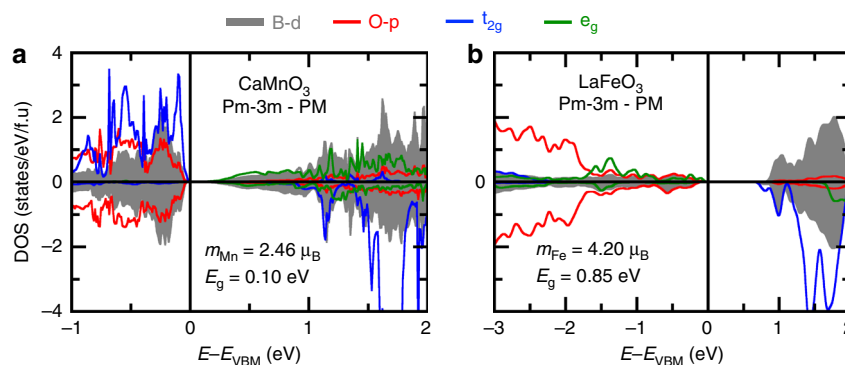 B-d O-p t2g eg
a b
CaMnO3 LaFeO3
Pm-3m - PM Pm-3m - PM
DOS (states/eV/f.u)
4
2
0
−2
−4
mMn = 2.46 μB mFe = 4.20 μB
Eg = 0.10 eV Eg = 0.85 eV
−1 0 1 2 −3 −2 −1 0 1 2
E−EVBM (eV) E−EVBM (eV)